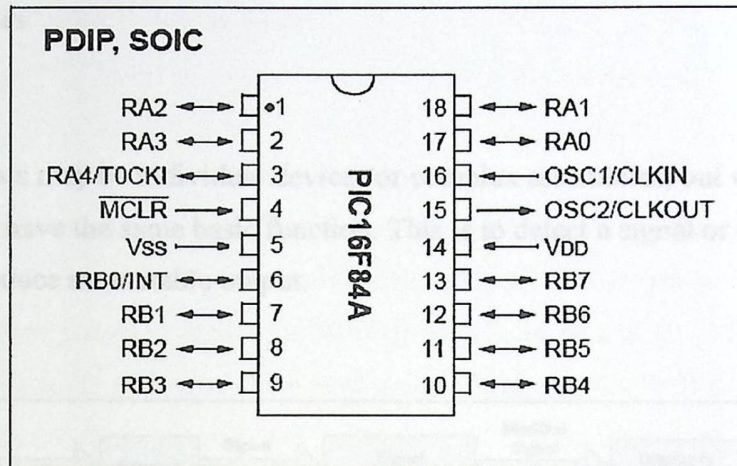 PDIP, SOIC
RA2 •1 18 RA1
RA3 2 17 RA0
RA4/T0CKI 3 16 OSC1/CLKIN
MCLR 4 15 OSC2/CLKOUT
VSS 5 14 VDD
RB0/INT 6 13 RB7
RB1 7 12 RB6
RB2 8 11 RB5
RB3 9 10 RB4
PIC16F84A